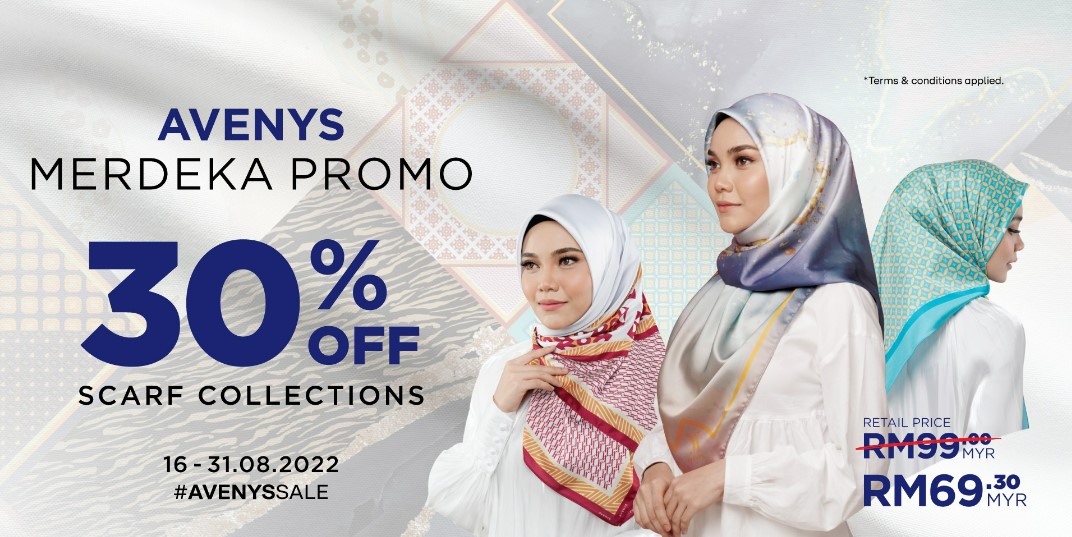 *Terms & conditions applied.
AVENYS
MERDEKA PROMO
30%
OFF
SCARF COLLECTIONS
16 - 31.08.2022
#AVENYSSALE
RETAIL PRICE
RM99.00 MYR
RM69.30 MYR